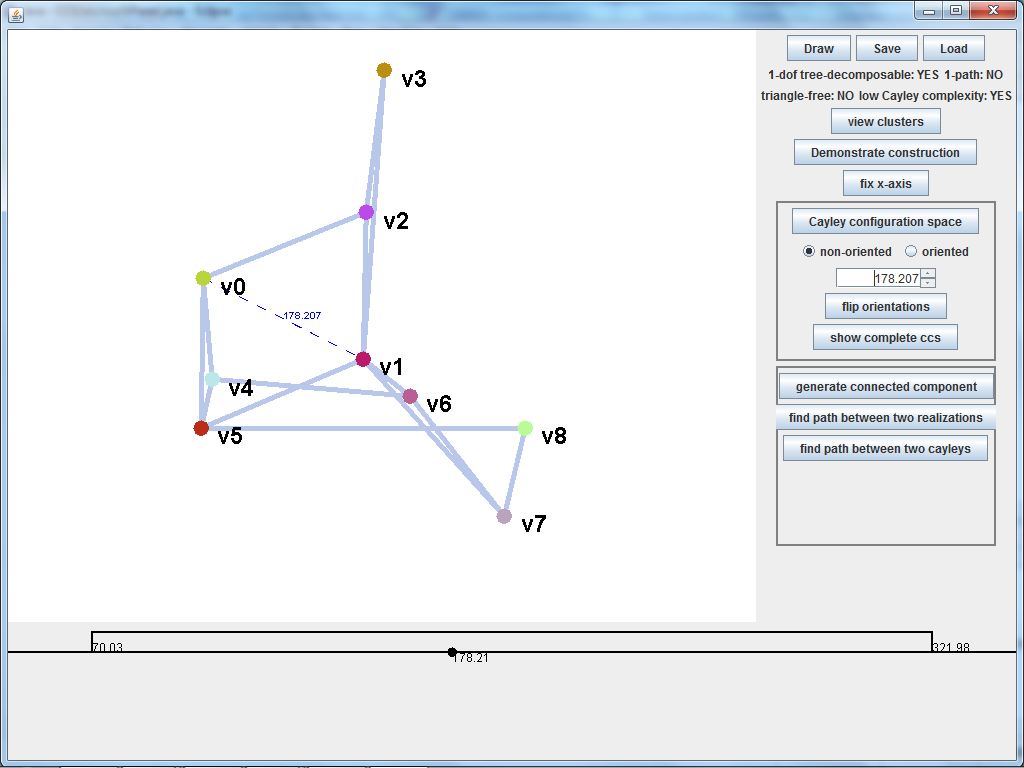 Draw Save Load
1-dof tree-decomposable: YES 1-path: NO
triangle-free: NO low Cayley complexity: YES
view clusters
Demonstrate construction
fix x-axis
Cayley configuration space
non-oriented oriented
178.207
flip orientations
show complete ccs
generate connected component
find path between two realizations
find path between two cayleys
v3
v2
v0
178.207
v1
v4
v6
v5
v8
v7
70.03
178.21
321.98